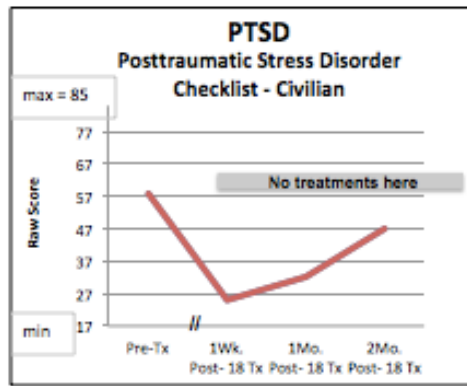 PTSD
Posttraumatic Stress Disorder
Checklist - Civilian
max = 85
77
67
No treatments here
57
47
37
27
min
17
Raw Score
//
Pre-Tx
1Wk. Post- 18 Tx
1Mo. Post- 18 Tx
2Mo. Post- 18 Tx